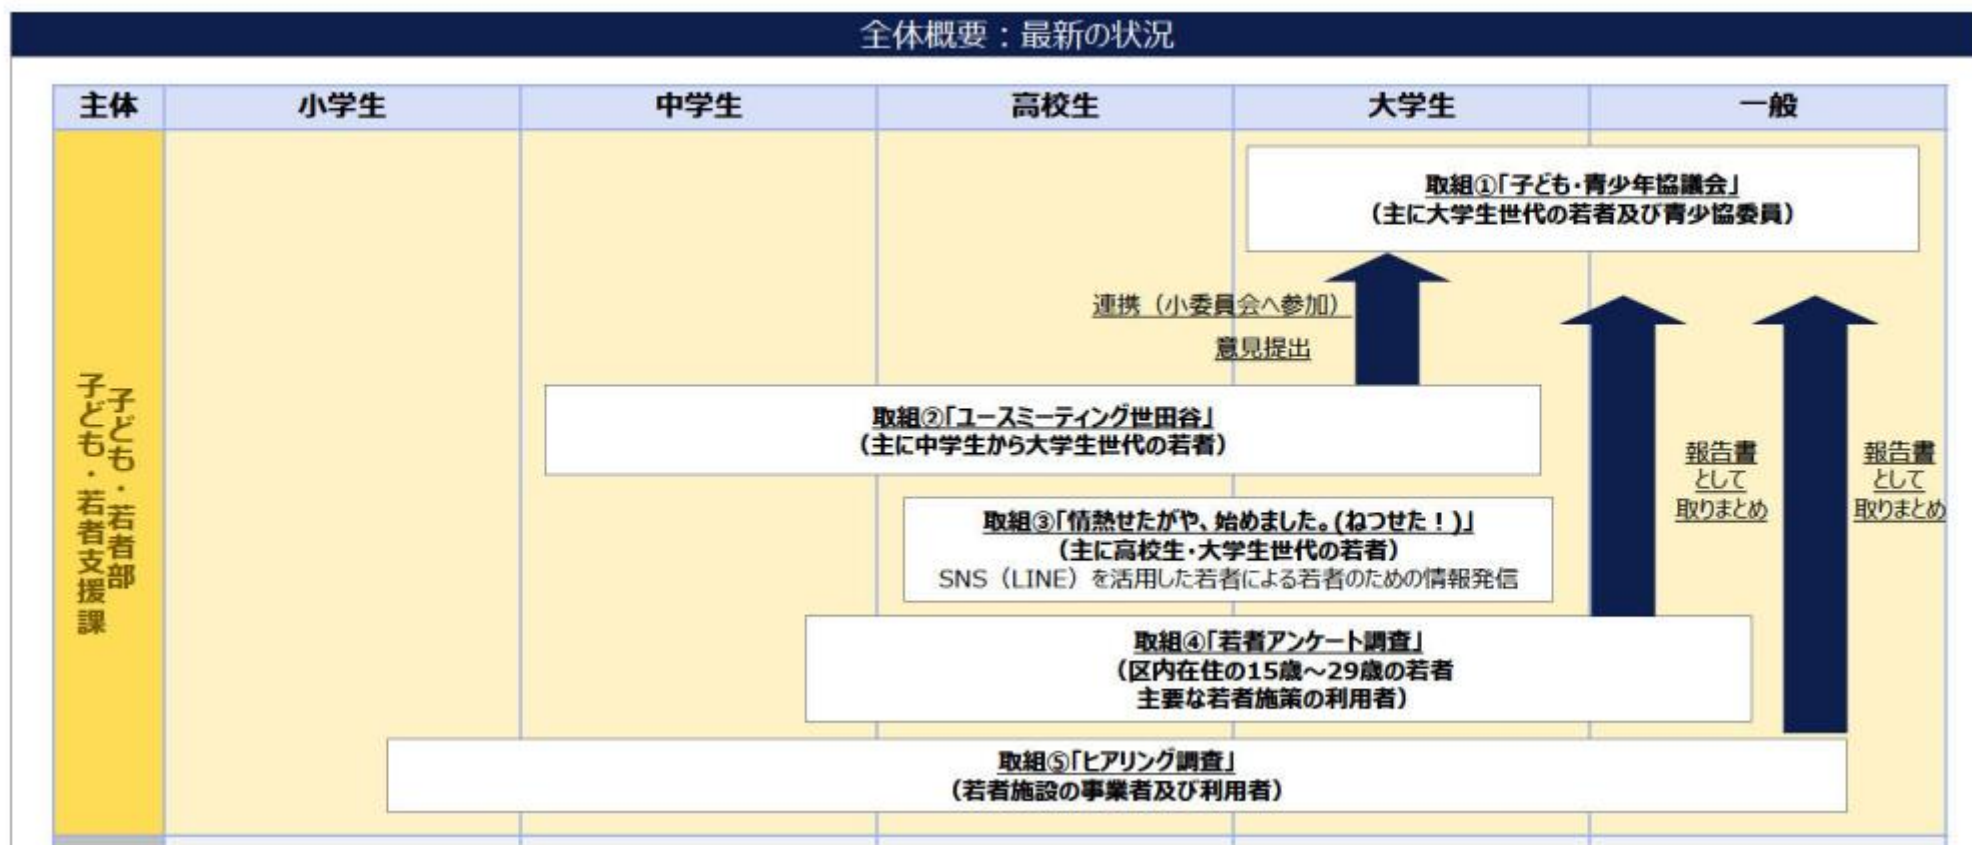 全体概要：最新の状況
主体
小学生
中学生
高校生
大学生
一般
子ども・若者部
子ども・若者支援課
取組①「子ども・青少年協議会」
（主に大学生世代の若者及び青少協委員）
連携（小委員会へ参加）
意見提出
取組②「ユースミーティング世田谷」
（主に中学生から大学生世代の若者）
報告書
として
取りまとめ
報告書
として
取りまとめ
取組③「情熱せたがや、始めました。(ねつせた！)」
（主に高校生・大学生世代の若者）
SNS（LINE）を活用した若者による若者のための情報発信
取組④「若者アンケート調査」
（区内在住の15歳～29歳の若者
主要な若者施策の利用者）
取組⑤「ヒアリング調査」
（若者施設の事業者及び利用者）